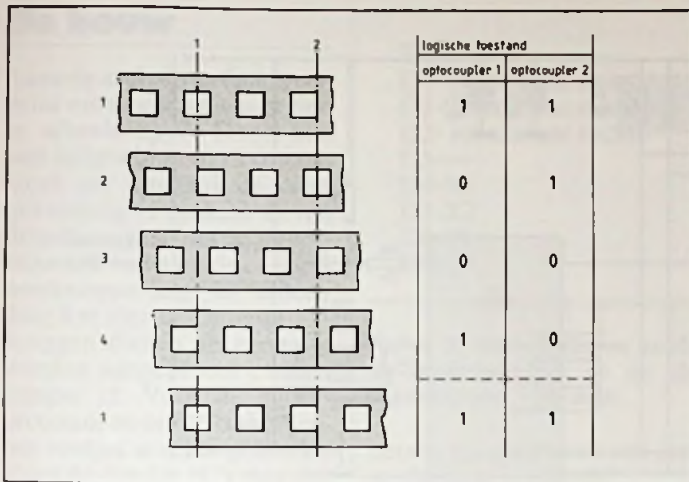 1 2
logische toestand
optocoupler 1 optocoupler 2
1 1 1
2 0 1
3 0 0
4 1 0
1 1 1